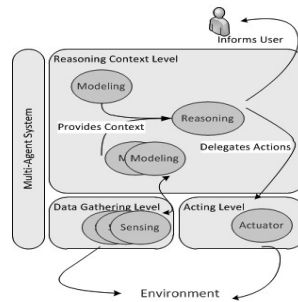 Informs User
Reasoning Context Level
Modeling
Reasoning
Provides Context
M
Modeling
Delegates Actions
Multi-Agent System
Data Gathering Level
Acting Level
S
Sensing
Actuator
Environment